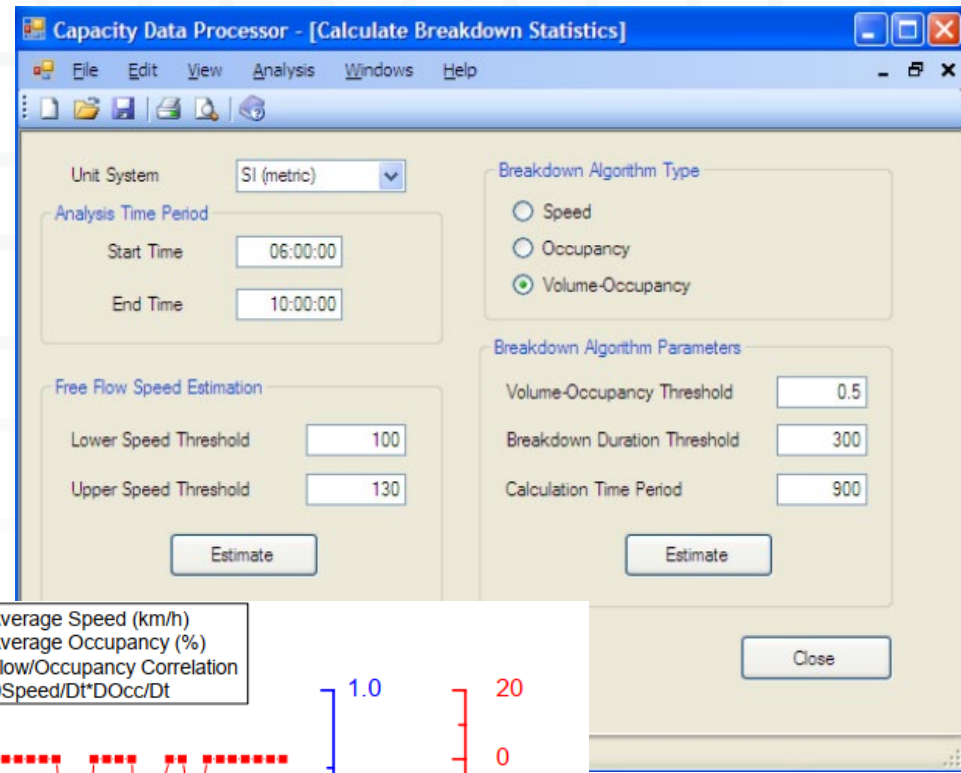 Capacity Data Processor - [Calculate Breakdown Statistics]
File Edit View Analysis Windows Help
Unit System SI (metric)
Analysis Time Period
Start Time 06:00:00
End Time 10:00:00
Free Flow Speed Estimation
Lower Speed Threshold 100
Upper Speed Threshold 130
Estimate
Breakdown Algorithm Type
Speed
Occupancy
Volume-Occupancy
Breakdown Algorithm Parameters
Volume-Occupancy Threshold 0.5
Breakdown Duration Threshold 300
Calculation Time Period 900
Estimate
Close
Speed (km/h)
Occupancy (%)
Correlation
Speed/Dt*DOcc/Dt
1.0 20
0